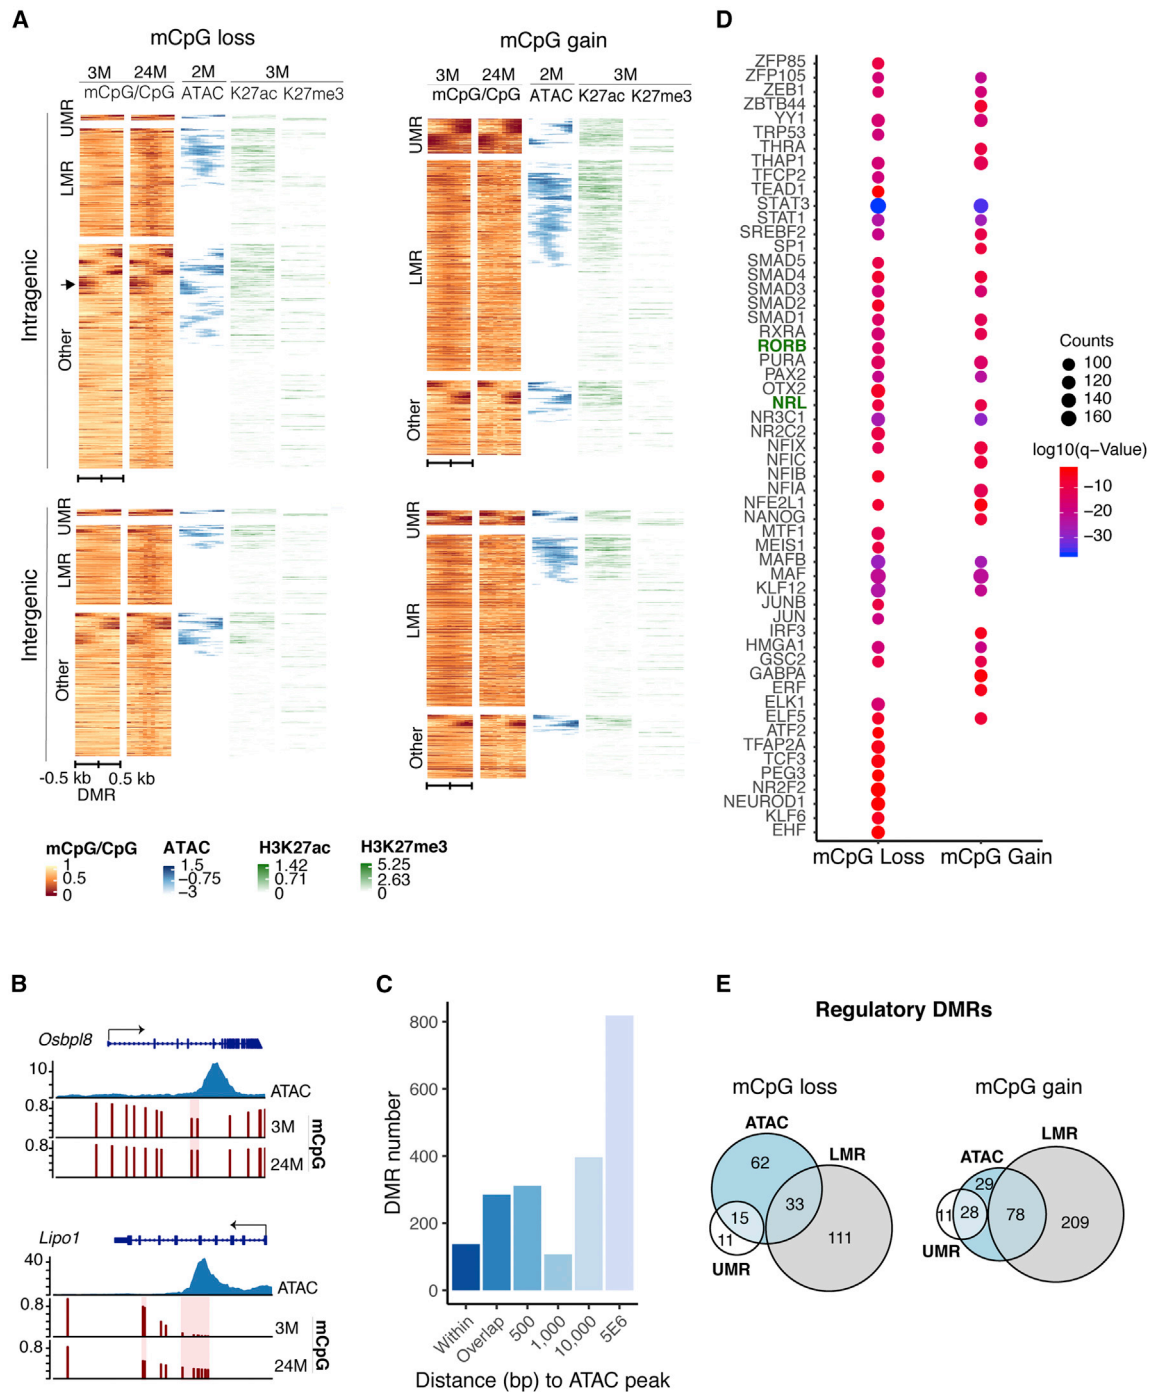 A
mCpG loss
3M 24M 2M 3M
mCpG/CpG ATAC K27ac K27me3
mCpG gain
3M 24M 2M 3M
mCpG/CpG ATAC K27ac K27me3
Intragenic
UMR
LMR
Other
UMR
LMR
Other
Intergenic
UMR
LMR
Other
UMR
LMR
Other
-0.5 kb 0.5 kb
DMR
mCpG/CpG
1
0.5
0
ATAC
1.5
−0.75
−3
H3K27ac
1.42
0.71
0
H3K27me3
5.25
2.63
0
D
ZFP85
ZFP105
ZEB1
ZBTB44
YY1
TRP53
THRA
THAP1
TFCP2
TEAD1
STAT3
STAT1
SREBF2
SP1
SMAD5
SMAD4
SMAD3
SMAD2
SMAD1
RXRA
RORB
PURA
PAX2
OTX2
NRL
NR3C1
NR2C2
NFIX
NFIC
NFIB
NFIA
NFE2L1
NANOG
MTF1
MEIS1
MAFB
MAF
KLF12
JUNB
JUN
IRF3
HMGA1
GSC2
GABPA
ERF
ELK1
ELF5
ATF2
TFAP2A
TCF3
PEG3
NR2F2
NEUROD1
KLF6
EHF
mCpG Loss mCpG Gain
Counts
100
120
140
160
log10(q−Value)
−10
−20
−30
B
Osbpl8
10
ATAC
0.8
3M
0.8
24M
mCpG
Lipo1
40
ATAC
0.8
3M
0.8
24M
mCpG
C
DMR number
800
600
400
200
0
Within
Overlap
500
1,000
10,000
5E6
Distance (bp) to ATAC peak
E
Regulatory DMRs
mCpG loss
ATAC
62
LMR
15
33
11
111
UMR
mCpG gain
LMR
ATAC
29
11
28
78
209
UMR